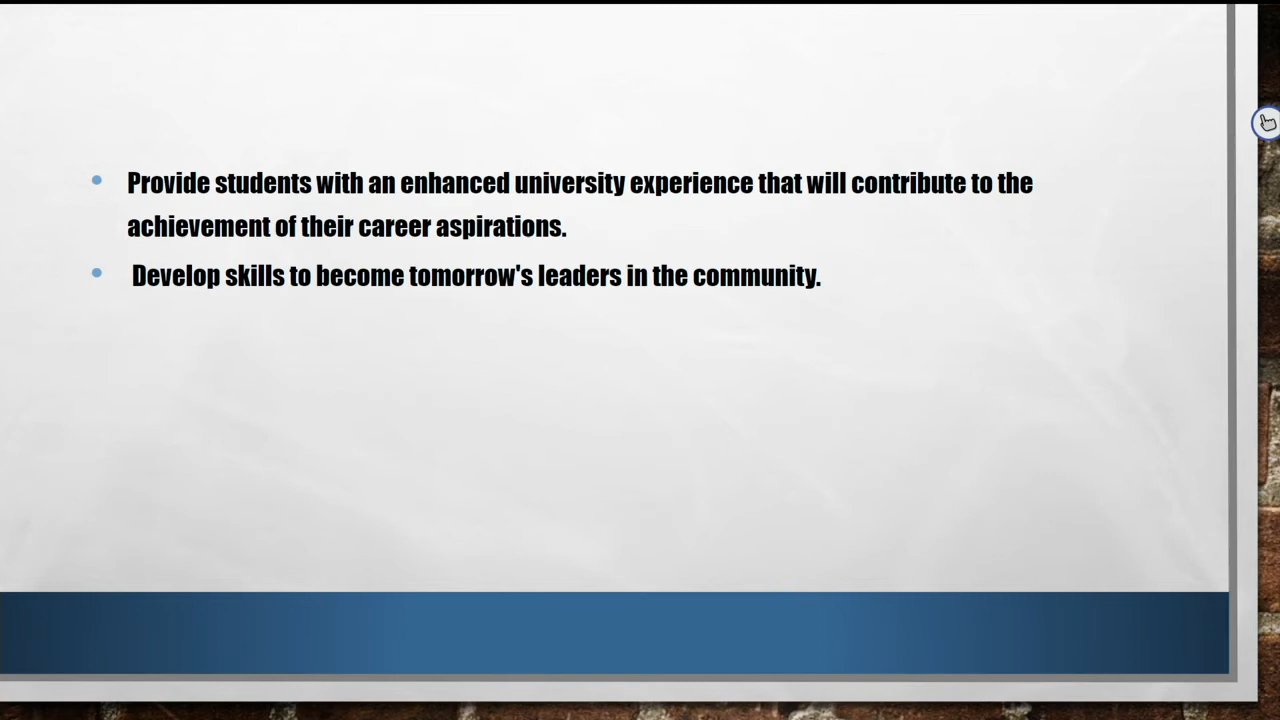 Provide students with an enhanced university experience that will contribute to the
achievement of their career aspirations.
Develop skills to become tomorrow's leaders in the community.